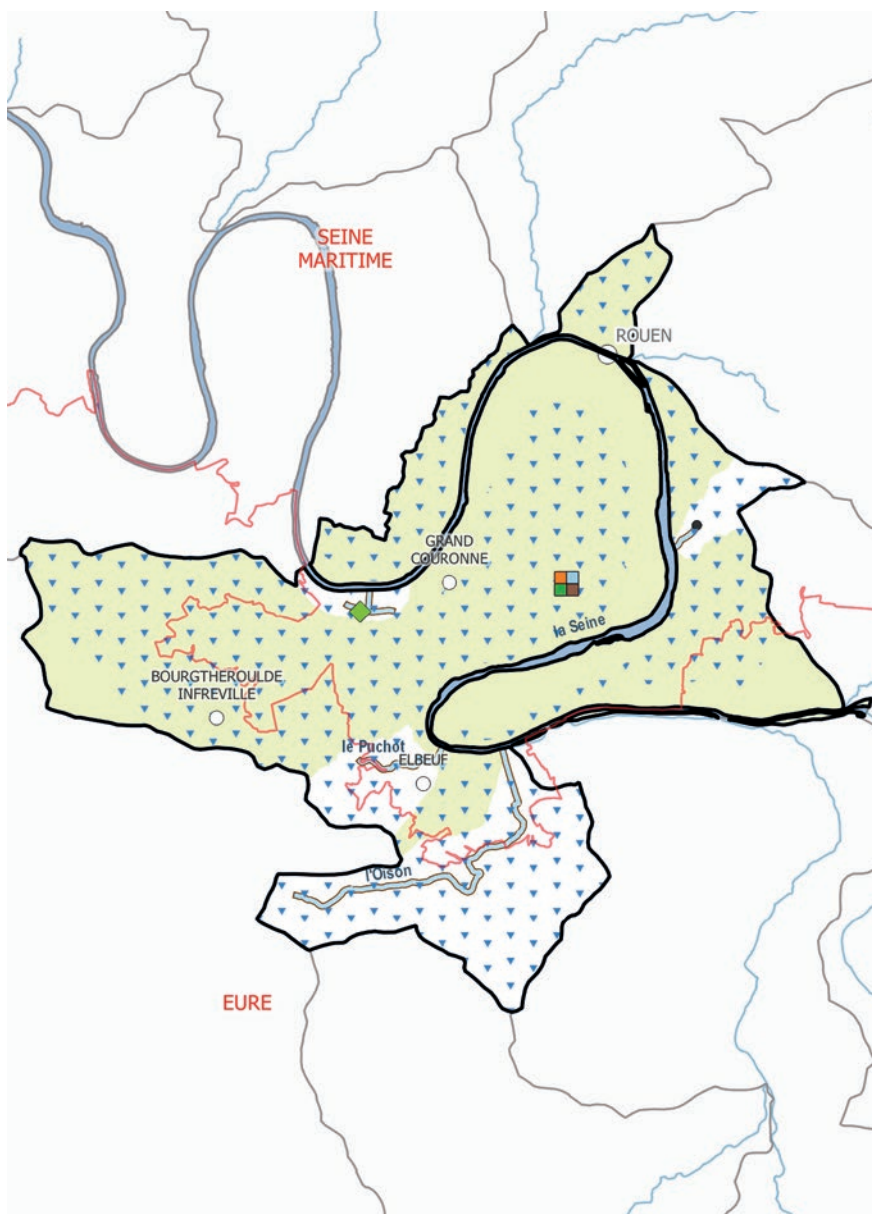 SEINE
MARITIME
ROUEN
GRAND
COURONNE
la Seine
BOURGTHEROULDE
INFREVILLE
le Puchot
ELBEUF
l'Oison
EURE